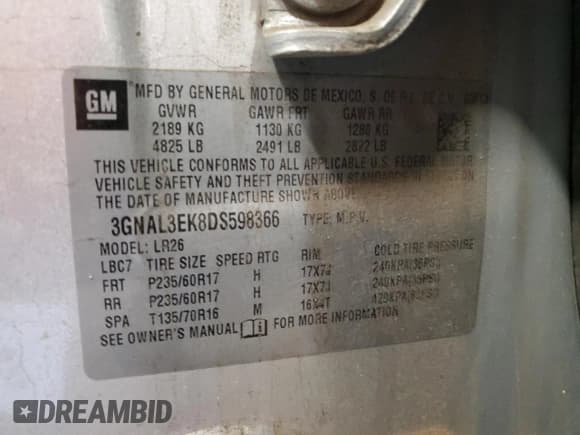 GM
MFD BY GENERAL MOTORS DE MEXICO, S. DE R.L. DE C.V.
GVWR GAWR FRT GAWR RR
2189 KG 1130 KG 1280 KG
4825 LB 2491 LB 2822 LB
THIS VEHICLE CONFORMS TO ALL APPLICABLE U.S. FEDERAL MOTOR
VEHICLE SAFETY AND THEFT PREVENTION STANDARDS IN EFFECT ON
THE DATE OF MANUFACTURE SHOWN ABOVE.
3GNAL3EK8DS598366 TYPE: M.P.V.
MODEL: LR26
LBC7 TIRE SIZE SPEED RTG RIM COLD TIRE PRESSURE
FRT P235/60R17 H 17X7J 240KPA(35PSI)
RR P235/60R17 H 17X7J 240KPA(35PSI)
SPA T135/70R16 M 16X4T 420KPA(60PSI)
SEE OWNER'S MANUAL FOR MORE INFORMATION
DREAMBID